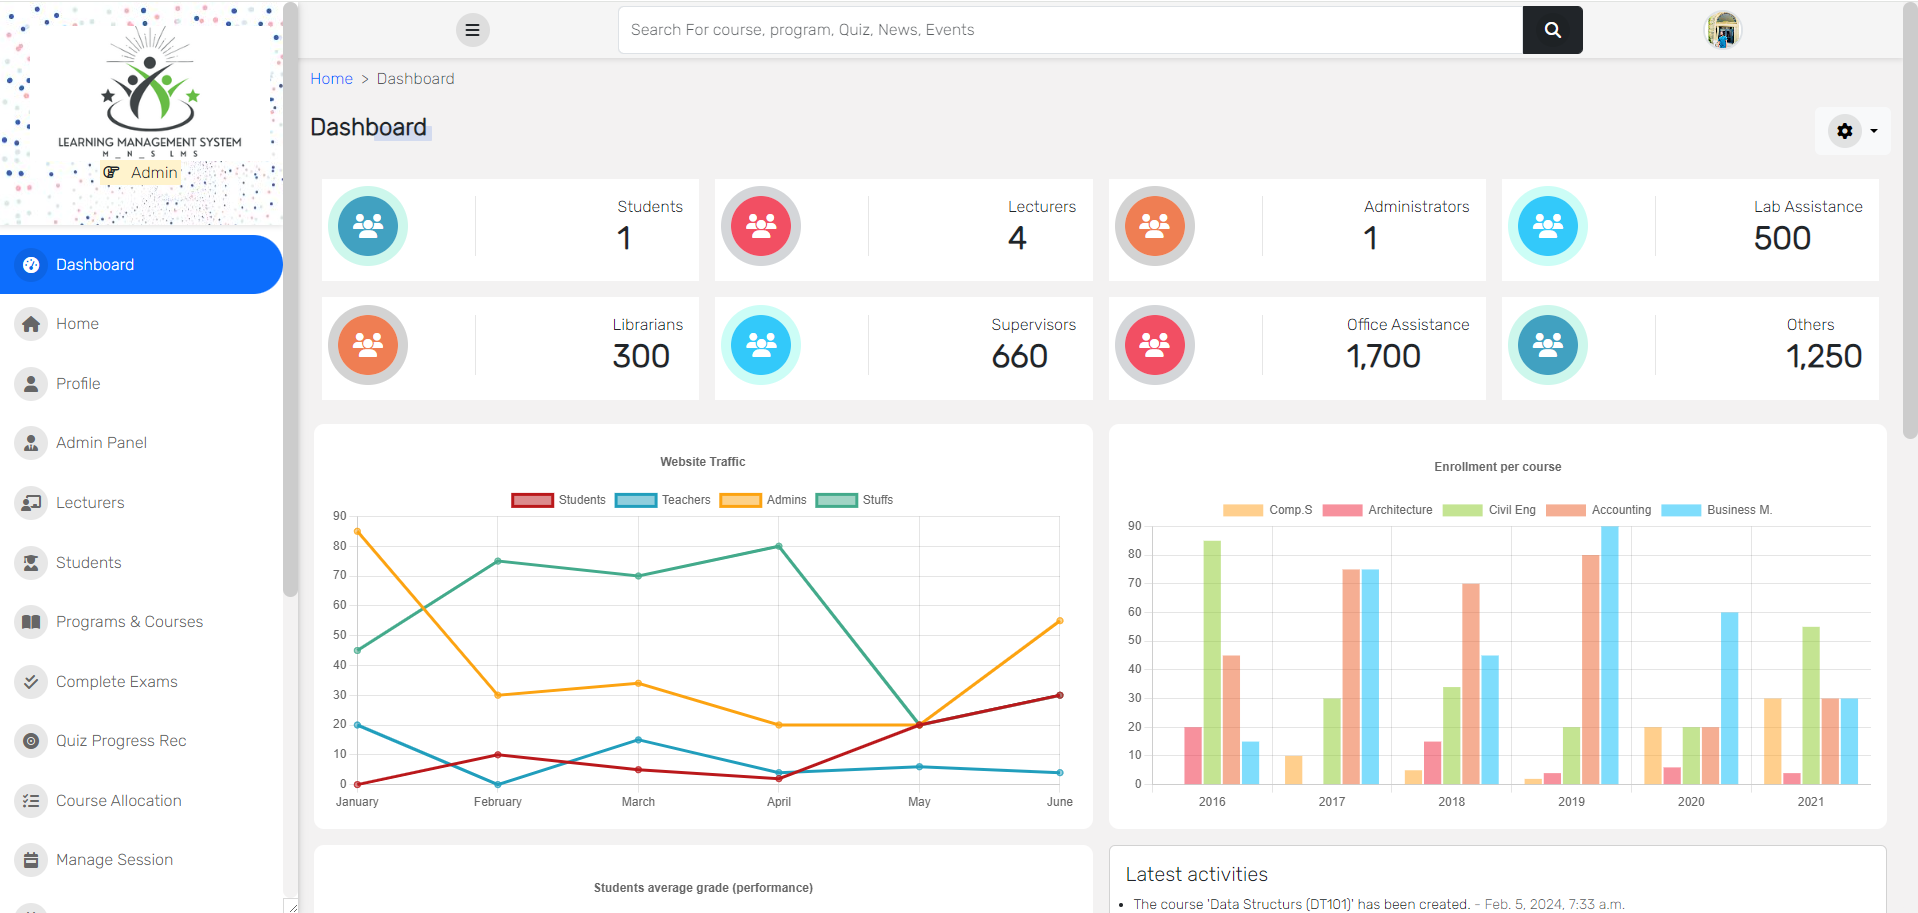 LEARNING MANAGEMENT SYSTEM
M_N_S LMS
Admin
Dashboard
Home
Profile
Admin Panel
Lecturers
Students
Programs & Courses
Complete Exams
Quiz Progress Rec
Course Allocation
Manage Session
Search For course, program, Quiz, News, Events
Home > Dashboard
Dashboard
Students
1
Lecturers
4
Administrators
1
Lab Assistance
500
Librarians
300
Supervisors
660
Office Assistance
1,700
Others
1,250
Website Traffic
Students Teachers Admins Stuffs
90
80
70
60
50
40
30
20
10
0
January February March April May June
Enrollment per course
Comp.S Architecture Civil Eng Accounting Business M.
90
80
70
60
50
40
30
20
10
0
2016 2017 2018 2019 2020 2021
Students average grade (performance)
Latest activities
• The course 'Data Structurs (DT101)' has been created. - Feb. 5, 2024, 7:33 a.m.